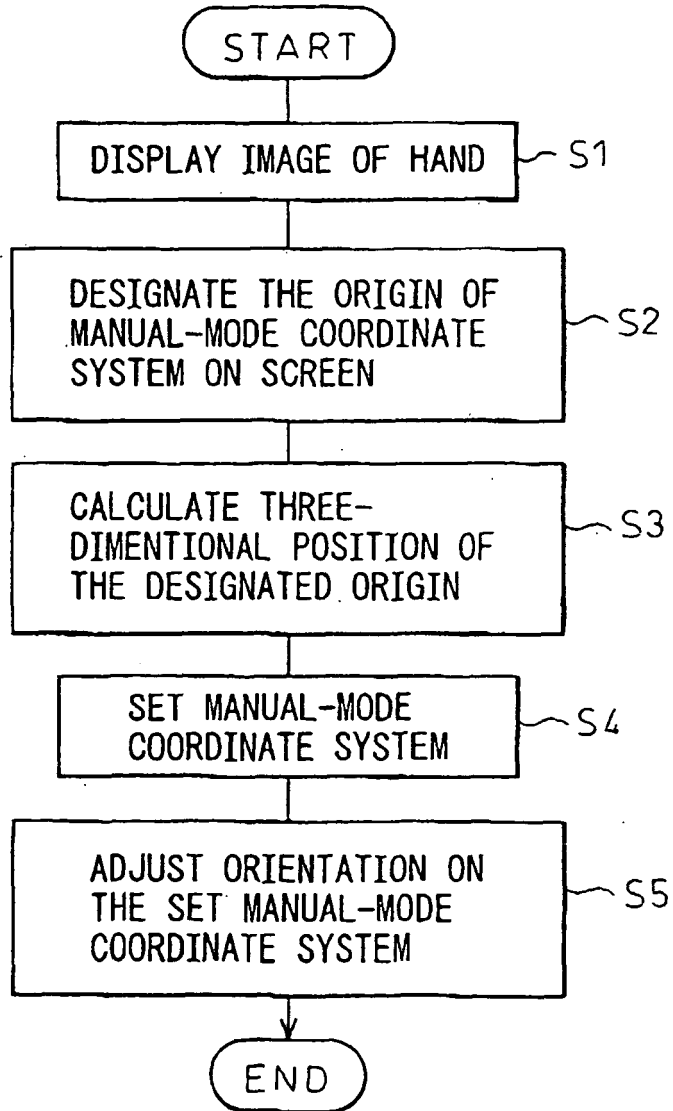 START
DISPLAY IMAGE OF HAND
S1
DESIGNATE THE ORIGIN OF
MANUAL-MODE COORDINATE
SYSTEM ON SCREEN
S2
CALCULATE THREE-
DIMENTIONAL POSITION OF
THE DESIGNATED ORIGIN
S3
SET MANUAL-MODE
COORDINATE SYSTEM
S4
ADJUST ORIENTATION ON
THE SET MANUAL-MODE
COORDINATE SYSTEM
S5
END